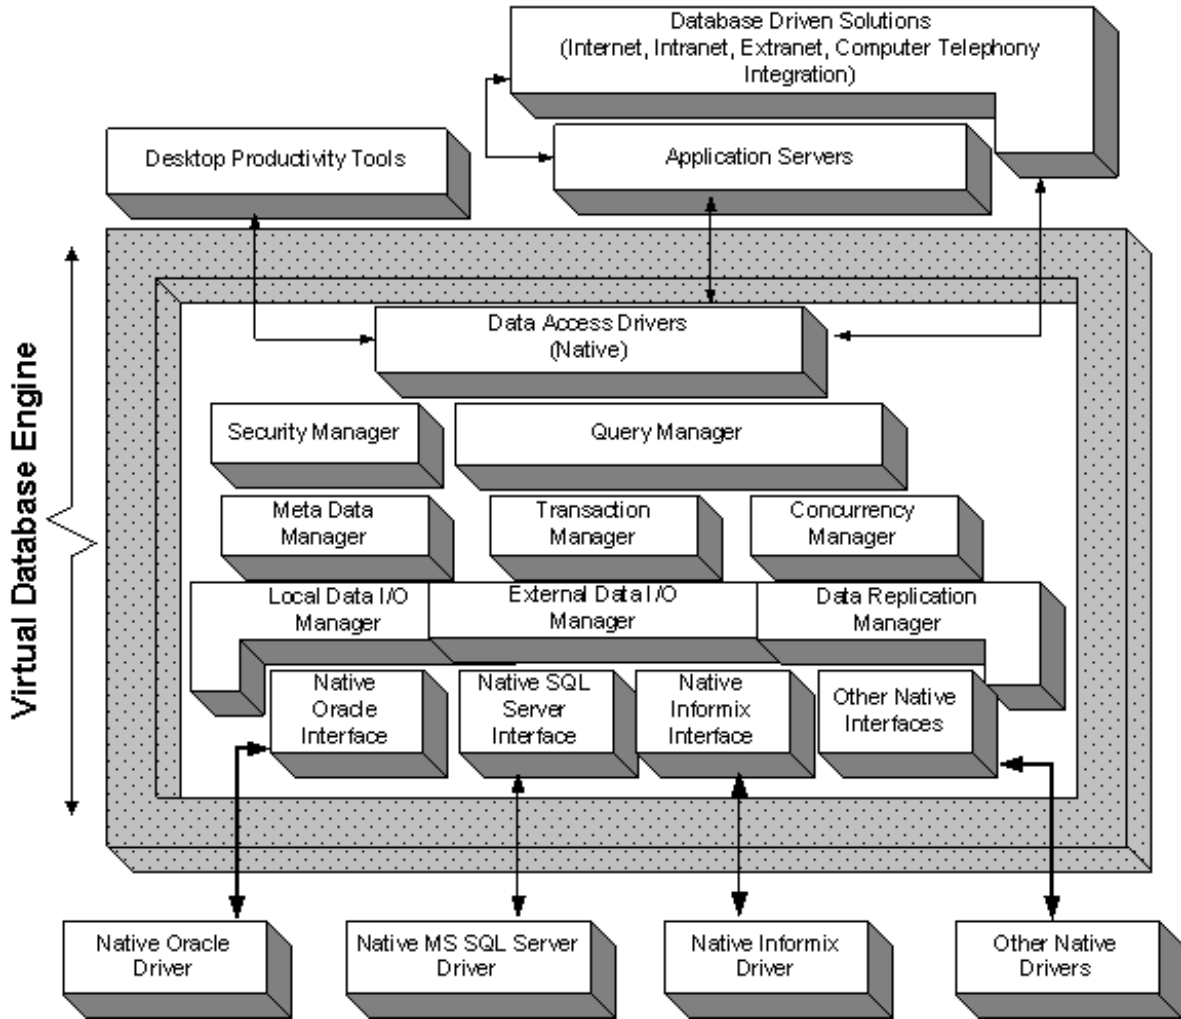 Database Driven Solutions
(Internet, Intranet, Extranet, Computer Telephony
Integration)
Desktop Productivity Tools
Application Servers
Virtual Database Engine
Data Access Drivers
(Native)
Security Manager
Query Manager
Meta Data
Manager
Transaction
Manager
Concurrency
Manager
Local Data I/O
Manager
External Data I/O
Manager
Data Replication
Manager
Native
Oracle
Interface
Native SQL
Server
Interface
Native
Informix
Interface
Other Native
Interfaces
Native Oracle
Driver
Native MS SQL Server
Driver
Native Informix
Driver
Other Native
Drivers